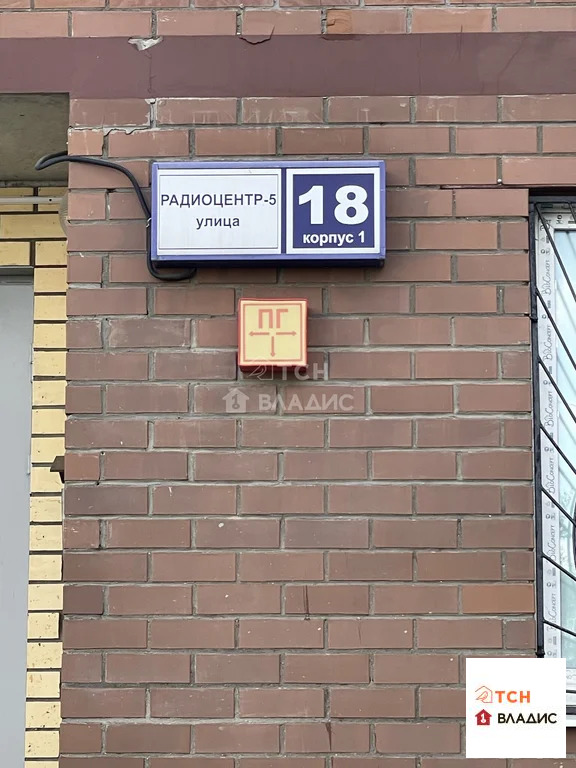 РАДИОЦЕНТР-5
улица
18
корпус 1
ПГ
ТСН
ВЛАДИС
ТСН
ВЛАДИС